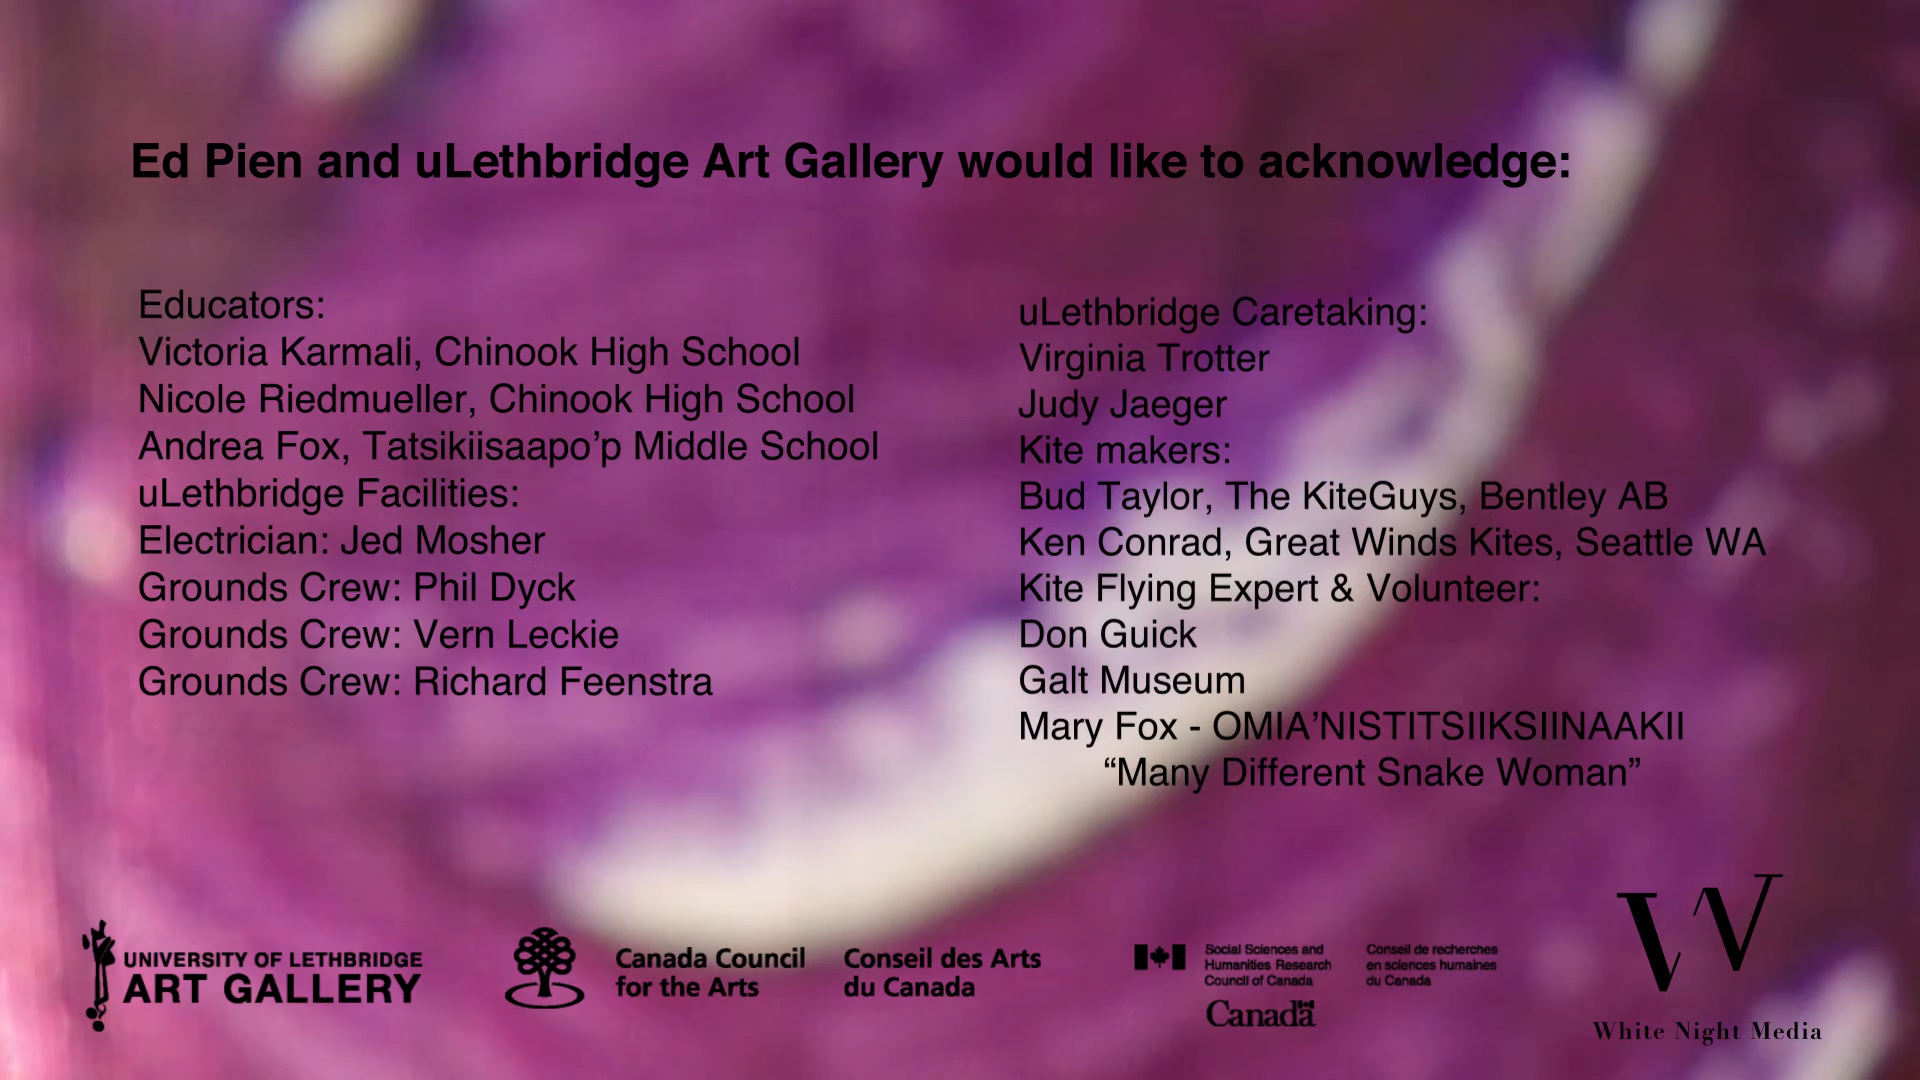 Ed Pien and uLethbridge Art Gallery would like to acknowledge:
Educators:
Victoria Karmali, Chinook High School
Nicole Riedmueller, Chinook High School
Andrea Fox, Tatsikiisaapo’p Middle School
uLethbridge Facilities:
Electrician: Jed Mosher
Grounds Crew: Phil Dyck
Grounds Crew: Vern Leckie
Grounds Crew: Richard Feenstra
uLethbridge Caretaking:
Virginia Trotter
Judy Jaeger
Kite makers:
Bud Taylor, The KiteGuys, Bentley AB
Ken Conrad, Great Winds Kites, Seattle WA
Kite Flying Expert & Volunteer:
Don Guick
Galt Museum
Mary Fox - OMIA’NISTITSIIKSIINAAKII
“Many Different Snake Woman”
UNIVERSITY OF LETHBRIDGE
ART GALLERY
Canada Council
for the Arts
Conseil des Arts
du Canada
Social Sciences and
Humanities Research
Council of Canada
Conseil de recherches
en sciences humaines
du Canada
Canada
W
White Night Media